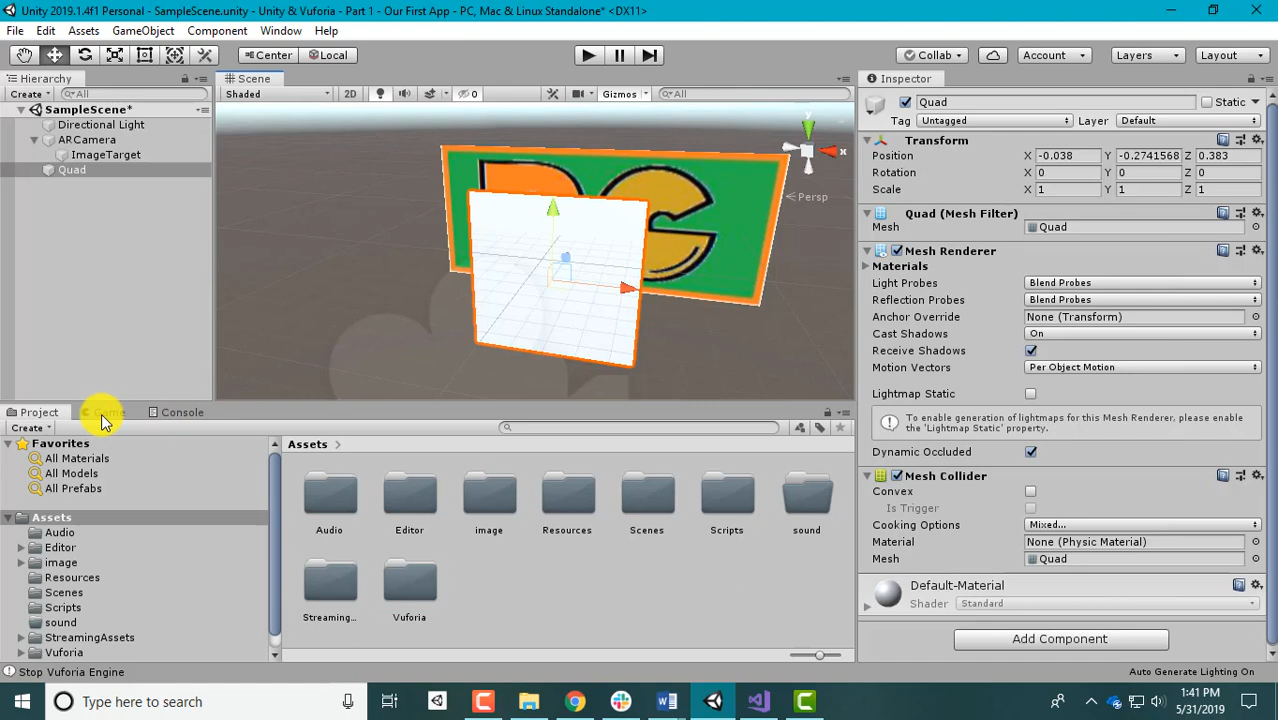 Unity 2019.1.4f1 Personal - SampleScene.unity - Unity & Vuforia - Part 1 - Our First App - PC, Mac & Linux Standalone* <DX11>
File Edit Assets GameObject Component Window Help
Center Local Collab Account Layers Layout
Hierarchy Scene Inspector
Create All Shaded 2D 0 Gizmos All
Quad Static
SampleScene*
Tag Untagged Layer Default
Directional Light
ARCamera
ImageTarget
Quad
y
x
Persp
Transform
Position X -0.038 Y -0.2741568 Z 0.383
Rotation X 0 Y 0 Z 0
Scale X 1 Y 1 Z 1
Quad (Mesh Filter)
Mesh Quad
Mesh Renderer
Materials
Light Probes Blend Probes
Reflection Probes Blend Probes
Anchor Override None (Transform)
Cast Shadows On
Receive Shadows
Motion Vectors Per Object Motion
Lightmap Static
To enable generation of lightmaps for this Mesh Renderer, please enable
the 'Lightmap Static' property.
Dynamic Occluded
Mesh Collider
Convex
Is Trigger
Cooking Options Mixed...
Material None (Physic Material)
Mesh Quad
Default-Material
Shader Standard
Add Component
Project Game Console
Create
Favorites
All Materials
All Models
All Prefabs
Assets
Audio
Editor
image
Resources
Scenes
Scripts
sound
StreamingAssets
Vuforia
Assets
Audio Editor image Resources Scenes Scripts sound
Streaming... Vuforia
Stop Vuforia Engine
Auto Generate Lighting On
Type here to search
1:41 PM
5/31/2019